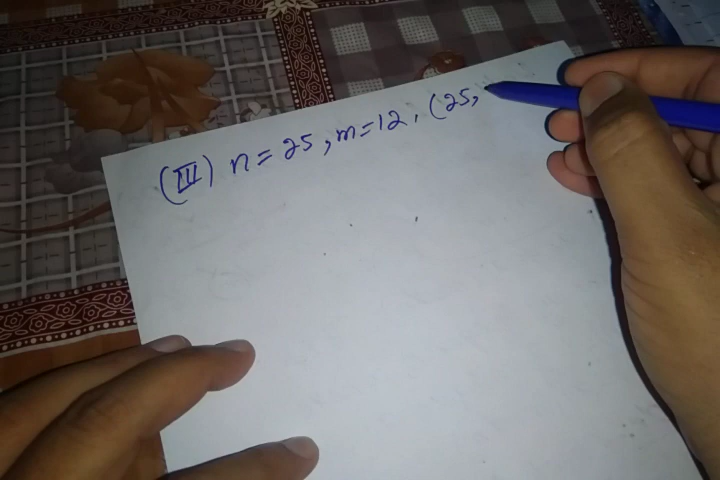 (III) n = 25, m = 12, (25,